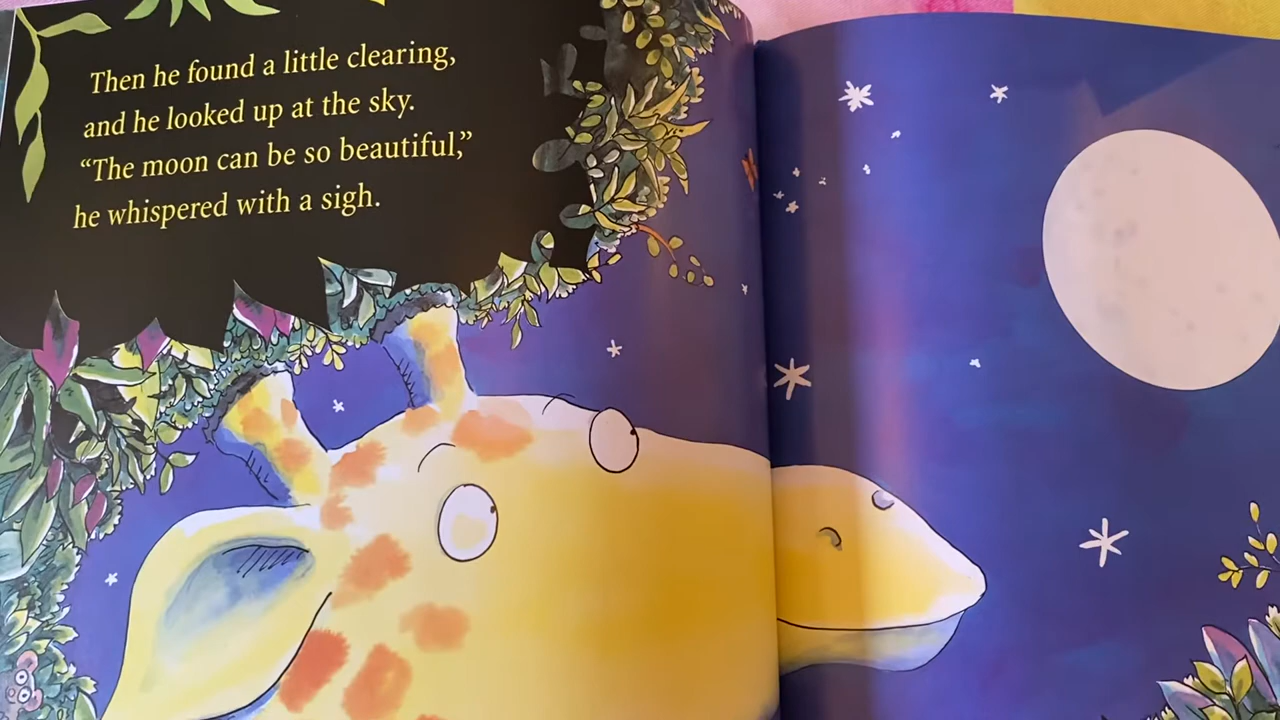 Then he found a little clearing,
and he looked up at the sky.
“The moon can be so beautiful,”
he whispered with a sigh.